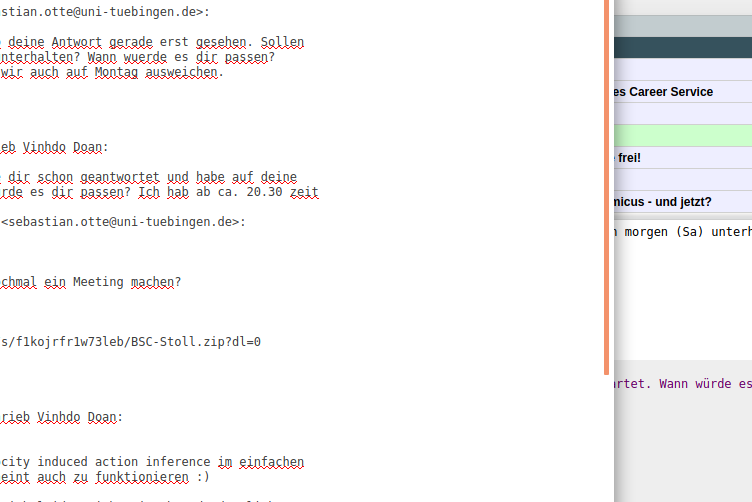 stian.otte@uni-tuebingen.de>:
deine Antwort gerade erst gesehen. Sollen
nterhalten? Wann wuerde es dir passen?
wir auch auf Montag ausweichen.
eb Vinhdo Doan:
dir schon geantwortet und habe auf deine
rde es dir passen? Ich hab ab ca. 20.30 zeit
<sebastian.otte@uni-tuebingen.de>:
chmal ein Meeting machen?
s/f1kojrfr1w73leb/BSC-Stoll.zip?dl=0
rieb Vinhdo Doan:
city induced action inference im einfachen
eint auch zu funktionieren :)
es Career Service
frei!
micus - und jetzt?
morgen (Sa) unterh
rtet. Wann würde es